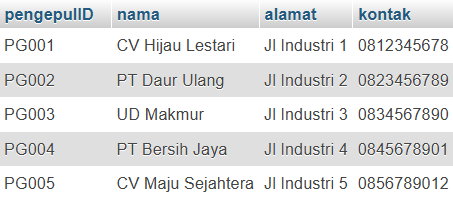 pengepulID nama alamat kontak
PG001 CV Hijau Lestari Jl Industri 1 0812345678
PG002 PT Daur Ulang Jl Industri 2 0823456789
PG003 UD Makmur Jl Industri 3 0834567890
PG004 PT Bersih Jaya Jl Industri 4 0845678901
PG005 CV Maju Sejahtera Jl Industri 5 0856789012